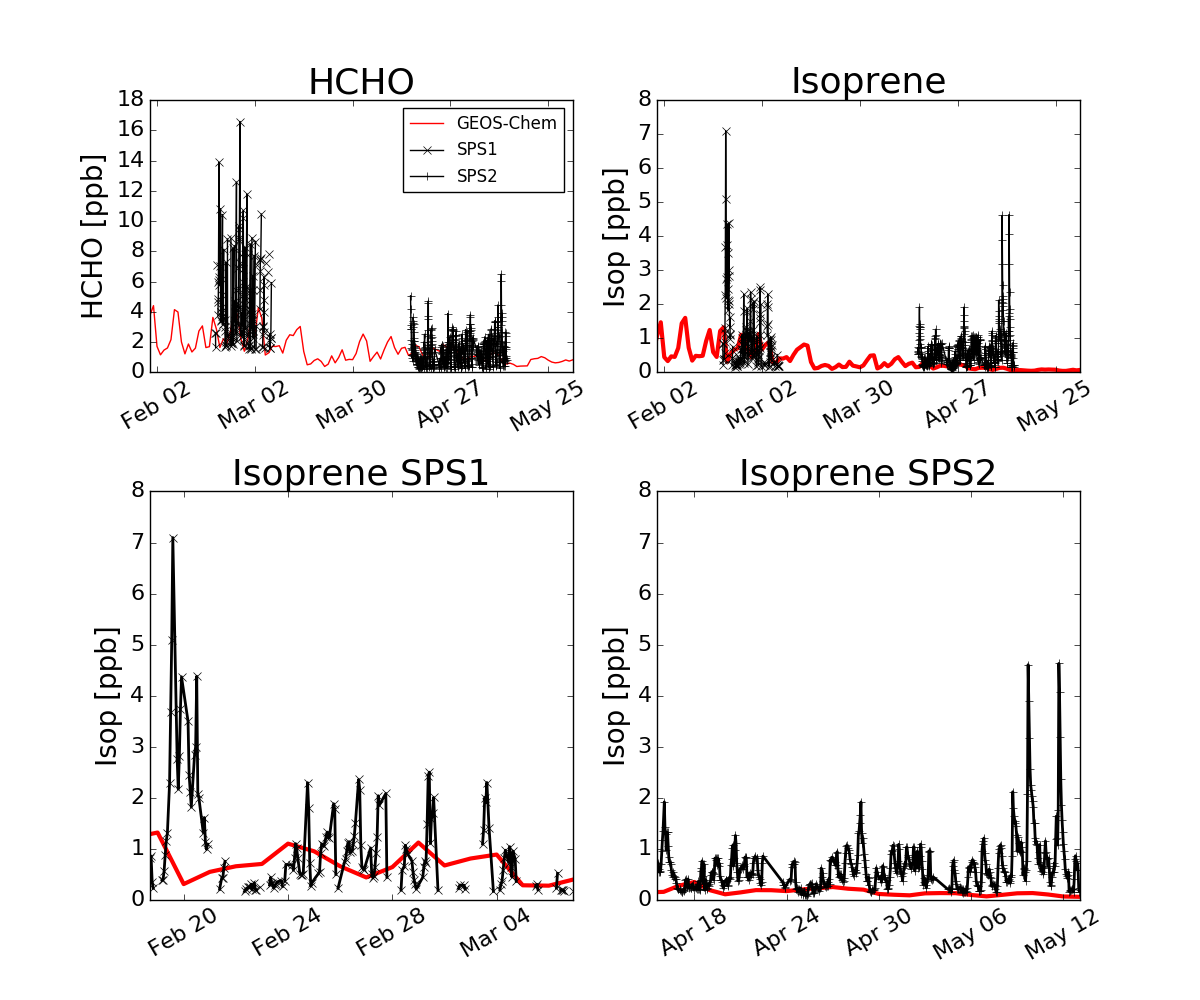 HCHO
18
16
14
12
10
8
6
4
2
0
HCHO [ppb]
GEOS-Chem
SPS1
SPS2
Feb 02
Mar 02
Mar 30
Apr 27
May 25
Isoprene
8
7
6
5
4
3
2
1
0
Isop [ppb]
Feb 02
Mar 02
Mar 30
Apr 27
May 25
Isoprene SPS1
8
7
6
5
4
3
2
1
0
Isop [ppb]
Feb 20
Feb 24
Feb 28
Mar 04
Isoprene SPS2
8
7
6
5
4
3
2
1
0
Isop [ppb]
Apr 18
Apr 24
Apr 30
May 06
May 12